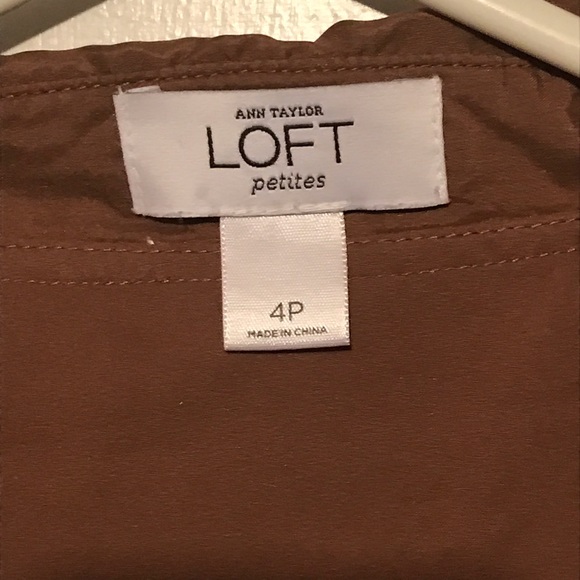 ANN TAYLOR
LOFT
petites
4P
MADE IN CHINA